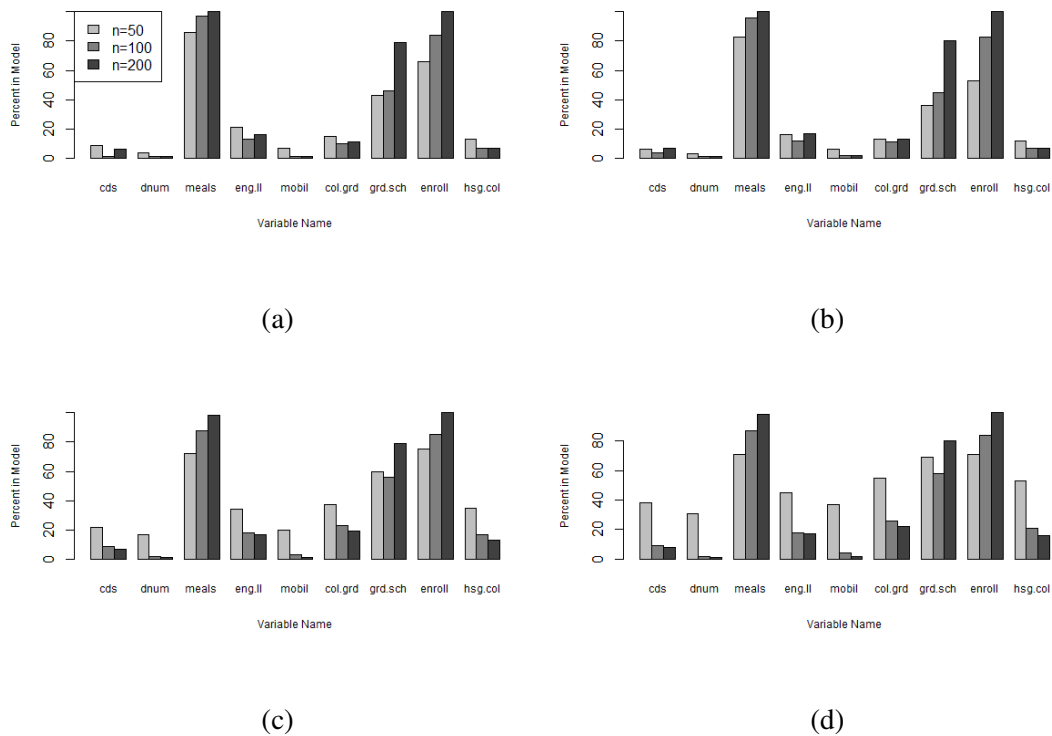 n=50
n=100
n=200
Percent in Model
0 20 40 60 80
cds dnum meals eng.ll mobil col.grd grd.sch enroll hsg.col
Variable Name
(a)
Percent in Model
0 20 40 60 80
cds dnum meals eng.ll mobil col.grd grd.sch enroll hsg.col
Variable Name
(b)
Percent in Model
0 20 40 60 80
cds dnum meals eng.ll mobil col.grd grd.sch enroll hsg.col
Variable Name
(c)
Percent in Model
0 20 40 60 80
cds dnum meals eng.ll mobil col.grd grd.sch enroll hsg.col
Variable Name
(d)